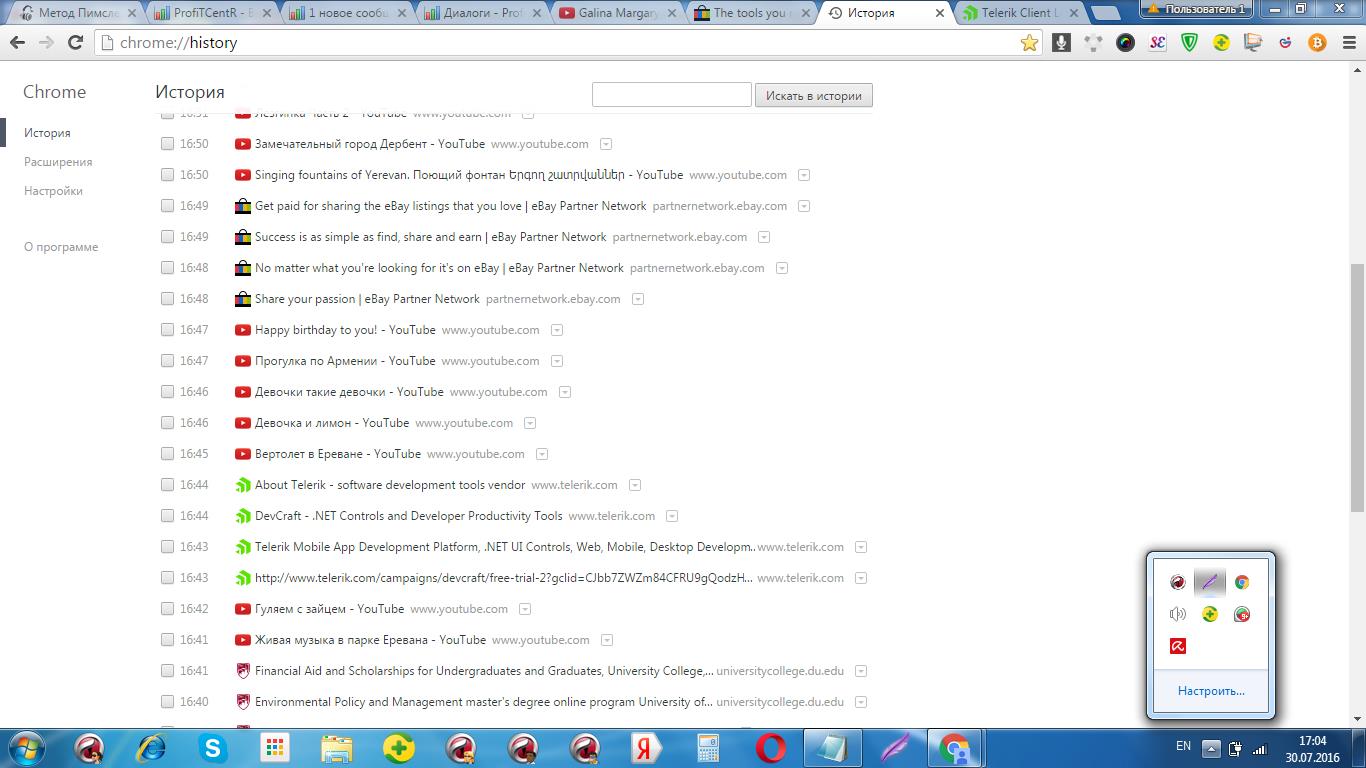 Метод Пимсле
ProfiTCentR - 
1 новое сообщ
Диалоги - Prof
Galina Margary
The tools you
История
Telerik Client L
Пользователь 1
chrome://history
Chrome
История
Искать в истории
История
Расширения
Настройки
О программе
16:51 Лезгинка часть 2 - YouTube www.youtube.com
16:50 Замечательный город Дербент - YouTube www.youtube.com
16:50 Singing fountains of Yerevan. Поющий фонтан Երգող շատրվաններ - YouTube www.youtube.com
16:49 Get paid for sharing the eBay listings that you love | eBay Partner Network partnernetwork.ebay.com
16:49 Success is as simple as find, share and earn | eBay Partner Network partnernetwork.ebay.com
16:48 No matter what you're looking for it's on eBay | eBay Partner Network partnernetwork.ebay.com
16:48 Share your passion | eBay Partner Network partnernetwork.ebay.com
16:47 Happy birthday to you! - YouTube www.youtube.com
16:47 Прогулка по Армении - YouTube www.youtube.com
16:46 Девочки такие девочки - YouTube www.youtube.com
16:46 Девочка и лимон - YouTube www.youtube.com
16:45 Вертолет в Ереване - YouTube www.youtube.com
16:44 About Telerik - software development tools vendor www.telerik.com
16:44 DevCraft - .NET Controls and Developer Productivity Tools www.telerik.com
16:43 Telerik Mobile App Development Platform, .NET UI Controls, Web, Mobile, Desktop Developm... www.telerik.com
16:43 http://www.telerik.com/campaigns/devcraft/free-trial-2?gclid=CJbb7ZWZm84CFRU9gQodzH... www.telerik.com
16:42 Гуляем с зайцем - YouTube www.youtube.com
16:41 Живая музыка в парке Еревана - YouTube www.youtube.com
16:41 Financial Aid and Scholarships for Undergraduates and Graduates, University College,... universitycollege.du.edu
16:40 Environmental Policy and Management master's degree online program University of... universitycollege.du.edu
Настроить...
EN
17:04
30.07.2016